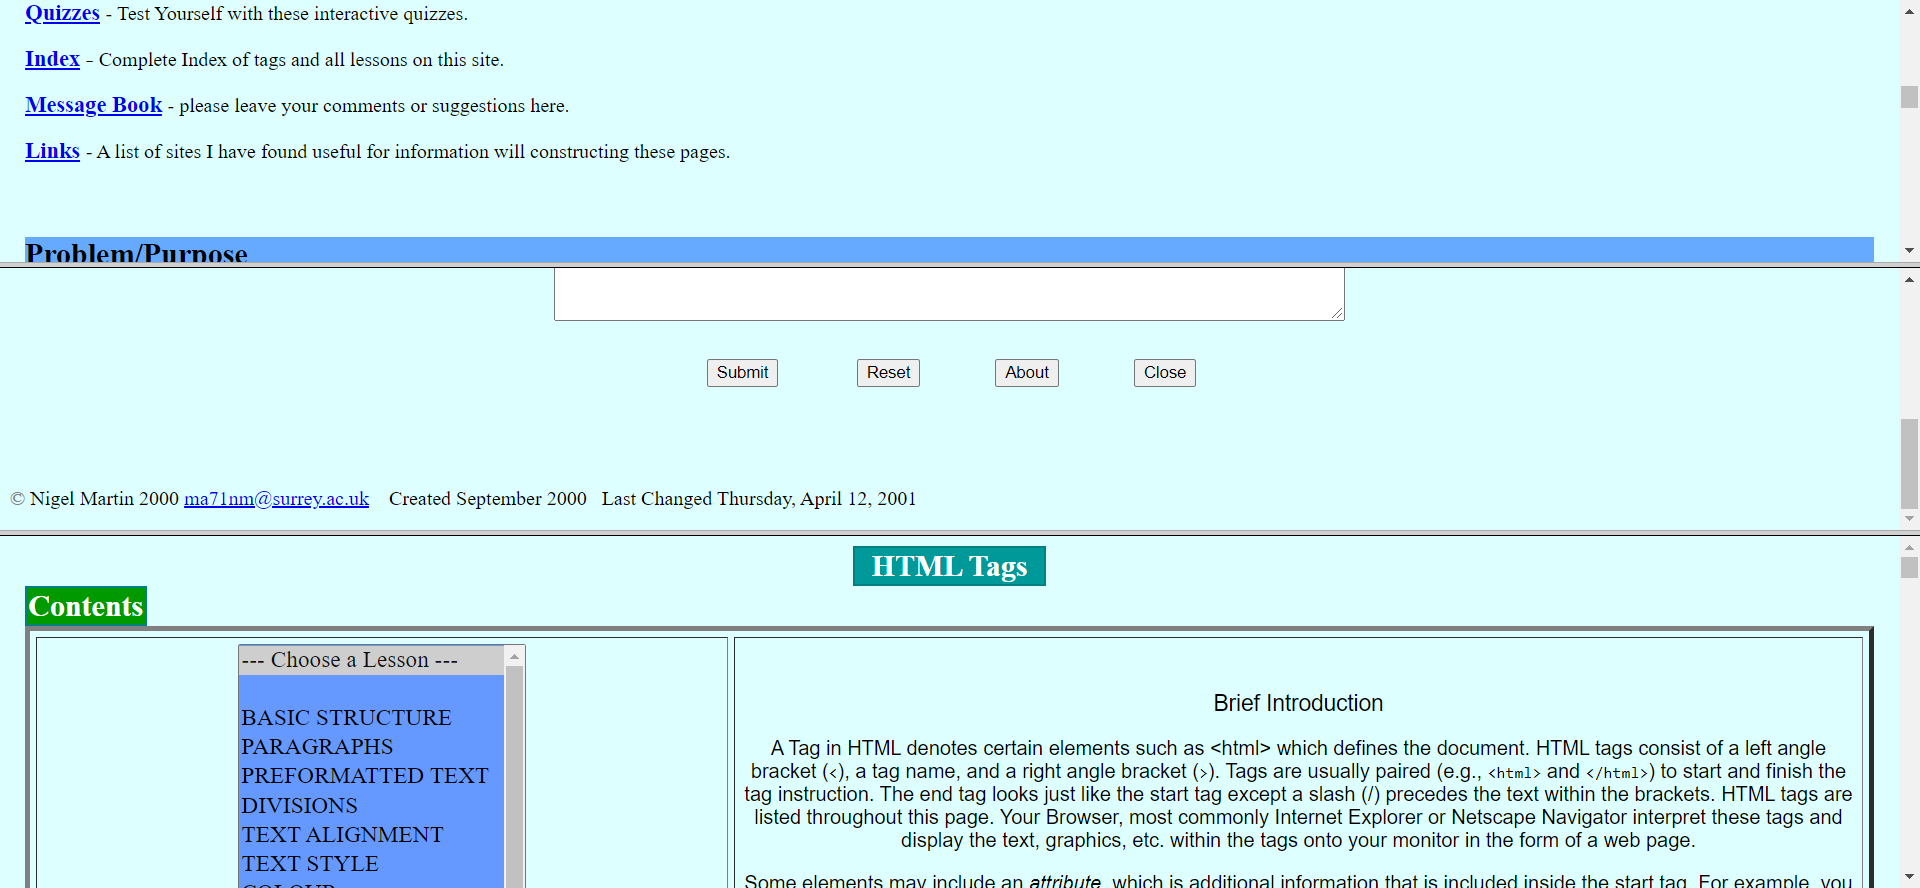 Quizzes - Test Yourself with these interactive quizzes.
Index - Complete Index of tags and all lessons on this site.
Message Book - please leave your comments or suggestions here.
Links - A list of sites I have found useful for information will constructing these pages.
Problem/Purpose
Submit Reset About Close
© Nigel Martin 2000 ma71nm@surrey.ac.uk Created September 2000 Last Changed Thursday, April 12, 2001
HTML Tags
Contents
--- Choose a Lesson ---
BASIC STRUCTURE
PARAGRAPHS
PREFORMATTED TEXT
DIVISIONS
TEXT ALIGNMENT
TEXT STYLE
COLOUR
Brief Introduction
A Tag in HTML denotes certain elements such as <html> which defines the document. HTML tags consist of a left angle
bracket (<), a tag name, and a right angle bracket (>). Tags are usually paired (e.g., <html> and </html>) to start and finish the
tag instruction. The end tag looks just like the start tag except a slash (/) precedes the text within the brackets. HTML tags are
listed throughout this page. Your Browser, most commonly Internet Explorer or Netscape Navigator interpret these tags and
display the text, graphics, etc. within the tags onto your monitor in the form of a web page.
Some elements may include an attribute, which is additional information that is included inside the start tag. For example, you